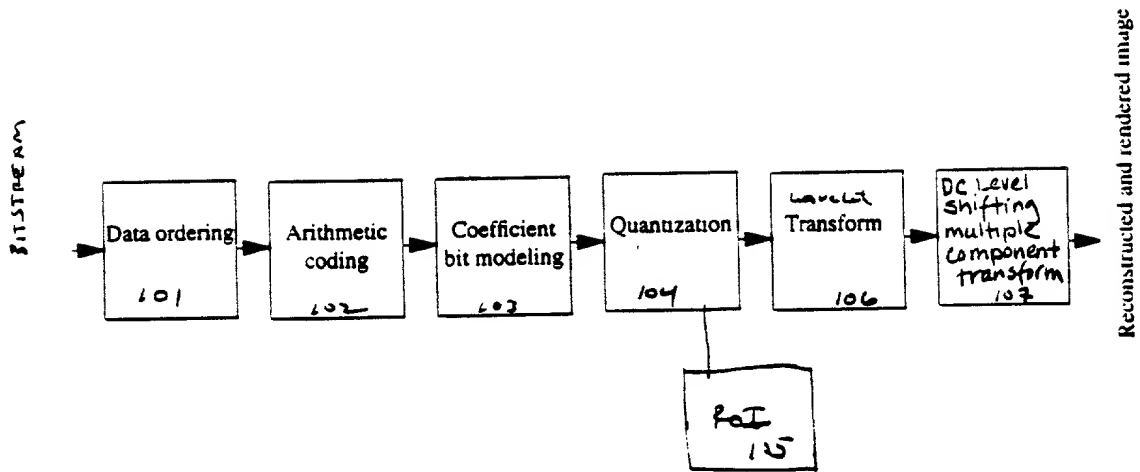 BITSTREAM
Data ordering
101
Arithmetic
coding
102
Coefficient
bit modeling
103
Quantization
104
wavelet
Transform
106
DC Level
shifting
multiple
component
transform
107
Reconstructed and rendered image
RoI
105